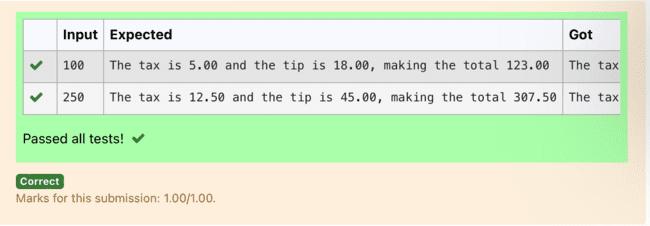 Input Expected Got
100 The tax is 5.00 and the tip is 18.00, making the total 123.00 The tax
250 The tax is 12.50 and the tip is 45.00, making the total 307.50 The tax
Passed all tests!
Correct
Marks for this submission: 1.00/1.00.